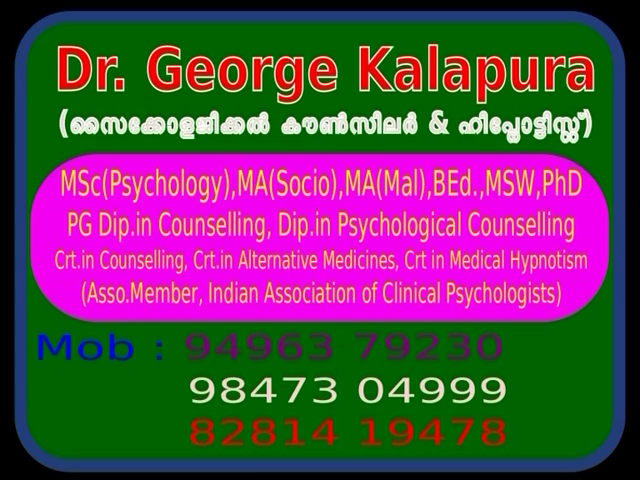 Dr. George Kalapura
(സൈക്കോളജിക്കൽ കൗൺസിലർ & ഹിപ്നോട്ടിസ്റ്റ്)
MSc(Psychology),MA(Socio),MA(Mal),BEd.,MSW,PhD
PG Dip.in Counselling, Dip.in Psychological Counselling
Crt.in Counselling, Crt.in Alternative Medicines, Crt in Medical Hypnotism
(Asso.Member, Indian Association of Clinical Psychologists)
Mob : 94963 79230
98473 04999
82814 19478